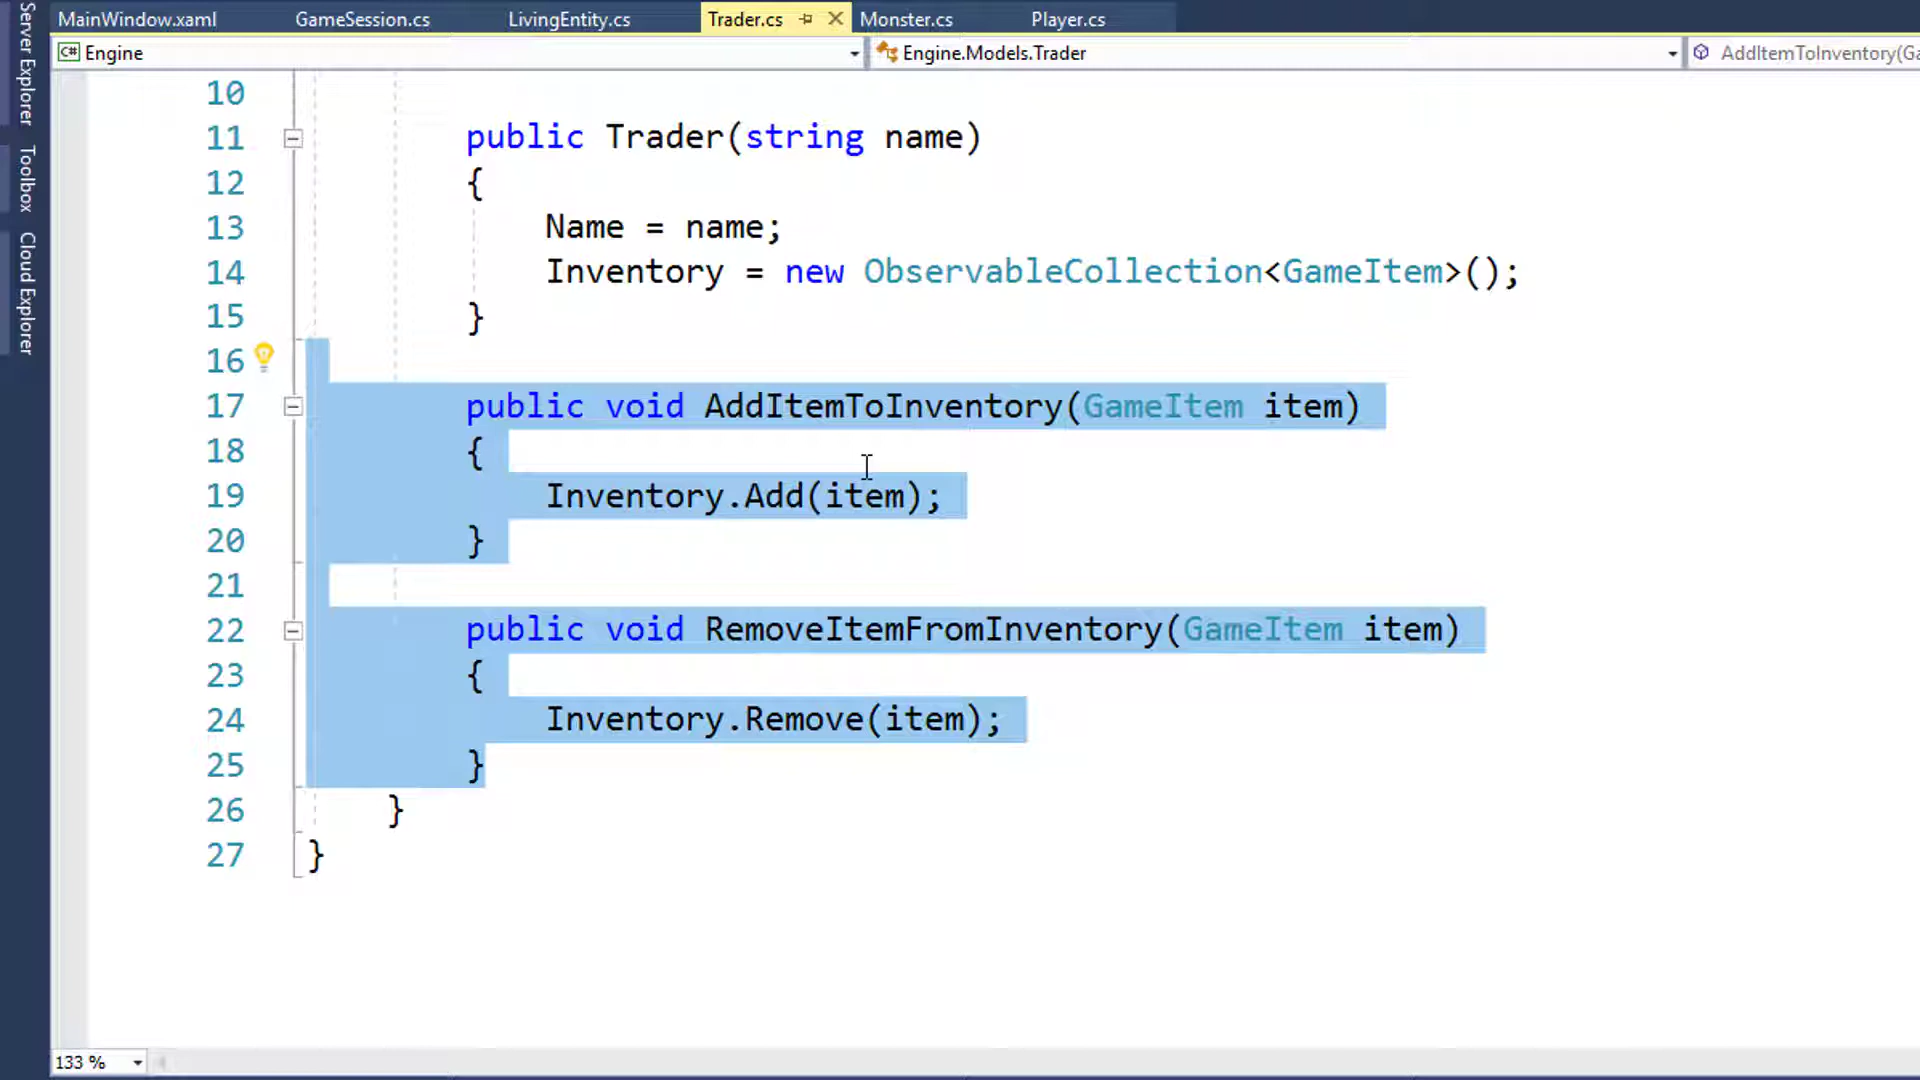 MainWindow.xaml GameSession.cs LivingEntity.cs Trader.cs Monster.cs Player.cs
C# Engine Engine.Models.Trader AddItemToInventory(Ga
Server Explorer
Toolbox
Cloud Explorer
10
11 public Trader(string name)
12 {
13 Name = name;
14 Inventory = new ObservableCollection<GameItem>();
15 }
16
17 public void AddItemToInventory(GameItem item)
18 {
19 Inventory.Add(item);
20 }
21
22 public void RemoveItemFromInventory(GameItem item)
23 {
24 Inventory.Remove(item);
25 }
26 }
27 }
133 %